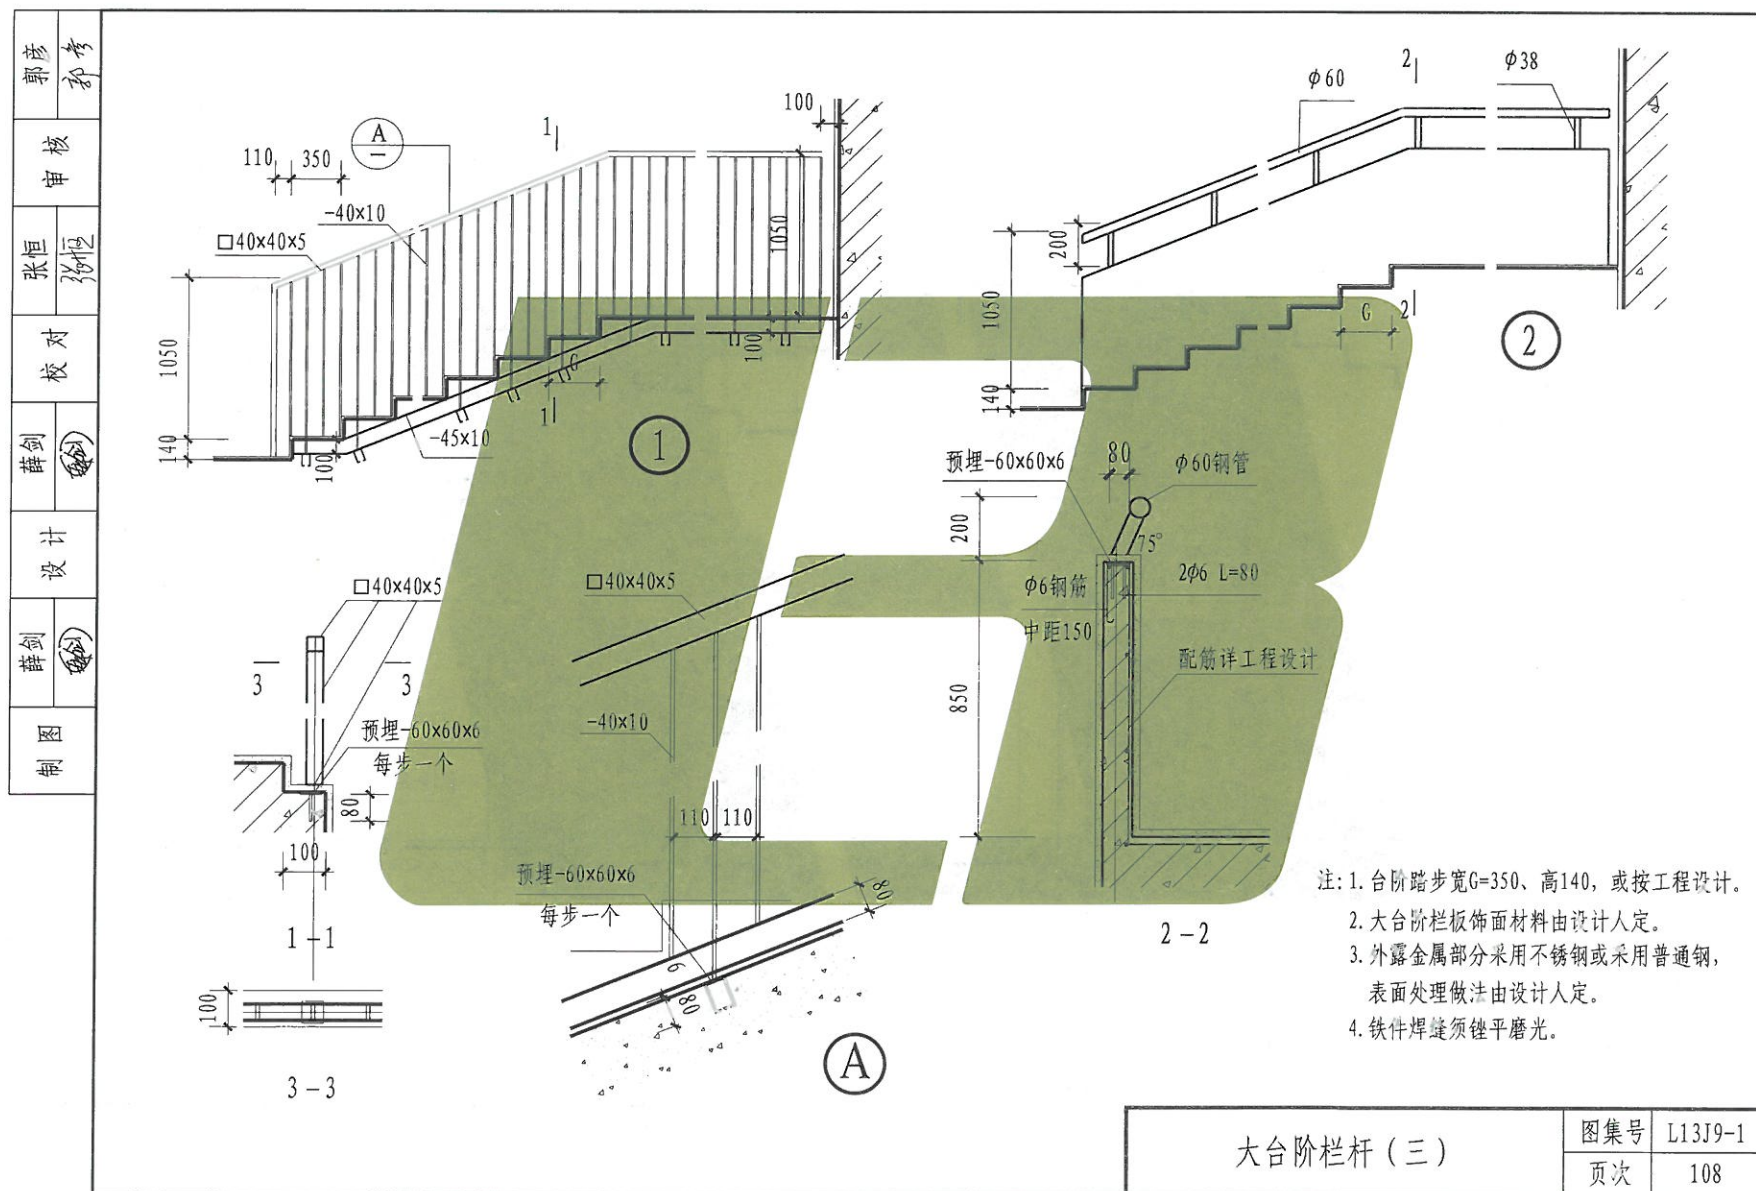 郭彦
审核
张恒
校对
薛剑
设计
薛剑
制图
110
350
A
1
100
-40×10
□40×40×5
1050
1050
140
100
-45×10
G
100
1
1
2
φ60
φ38
200
1050
140
G
2
2
□40×40×5
3
3
预埋-60×60×6
每步一个
80
100
1-1
100
3-3
□40×40×5
-40×10
110
110
预埋-60×60×6
每步一个
80
6
80
A
预埋-60×60×6
80
φ60钢管
200
75°
φ6钢筋
中距150
2φ6 L=80
配筋详工程设计
850
2-2
注: 1. 台阶踏步宽G=350、高140, 或按工程设计。
2. 大台阶栏板饰面材料由设计人定。
3. 外露金属部分采用不锈钢或采用普通钢,
表面处理做法由设计人定。
4. 铁件焊缝须锉平磨光。
大台阶栏杆（三）
图集号 L13J9-1
页次 108